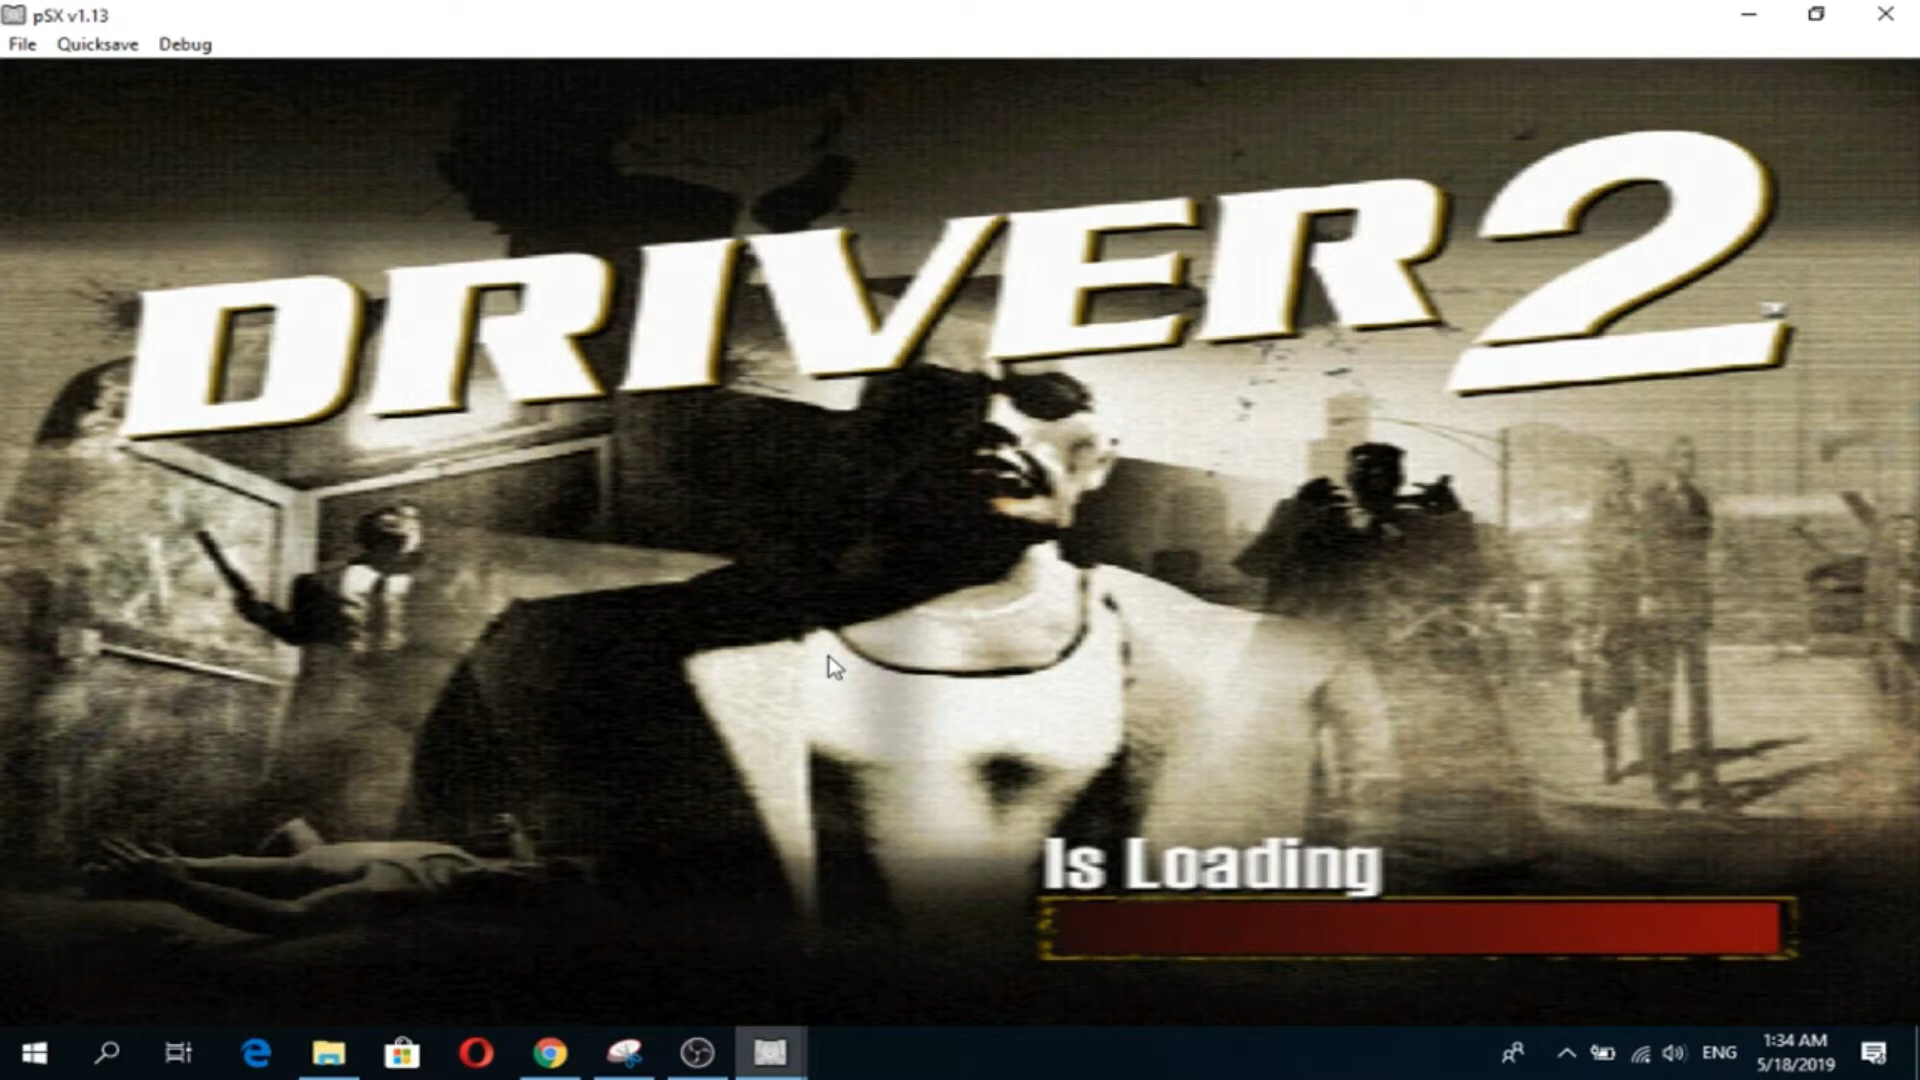 pSX v1.13
File Quicksave Debug
DRIVER 2
Is Loading
ENG
1:34 AM
5/18/2019